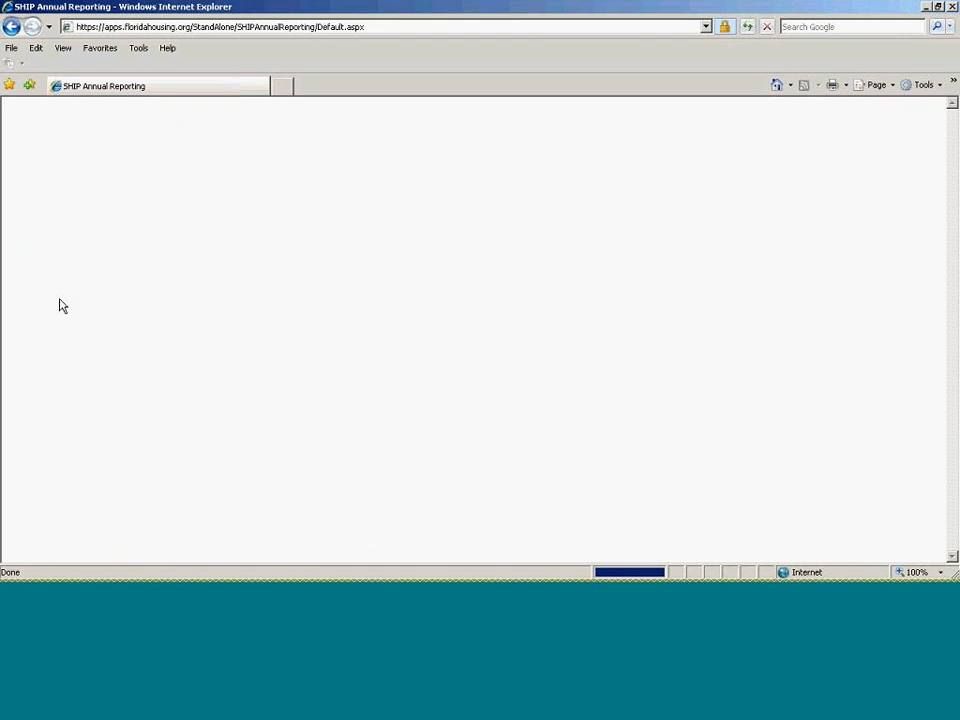 SHIP Annual Reporting - Windows Internet Explorer
https://apps.floridahousing.org/StandAlone/SHIPAnnualReporting/Default.aspx
Search Google
File Edit View Favorites Tools Help
SHIP Annual Reporting
Page Tools
Done
Internet
100%